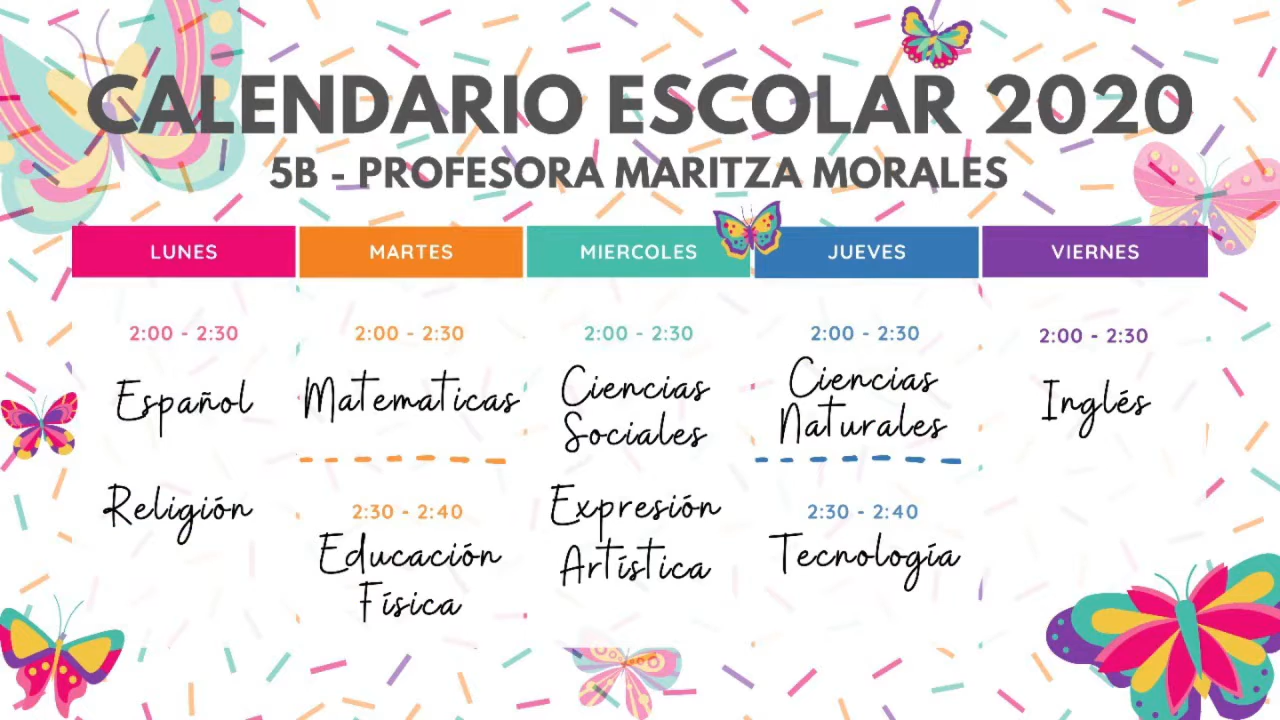 CALENDARIO ESCOLAR 2020
5B - PROFESORA MARITZA MORALES
LUNES
2:00 - 2:30
Español
Religión
MARTES
2:00 - 2:30
Matematicas
2:30 - 2:40
Educación
Física
MIERCOLES
2:00 - 2:30
Ciencias
Sociales
Expresión
Artística
JUEVES
2:00 - 2:30
Ciencias
Naturales
2:30 - 2:40
Tecnología
VIERNES
2:00 - 2:30
Inglés